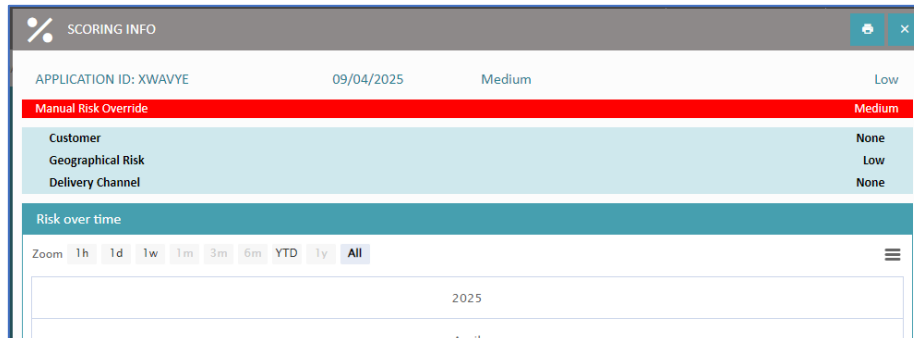 SCORING INFO
APPLICATION ID: XWAVYE 09/04/2025 Medium Low
Manual Risk Override Medium
Customer None
Geographical Risk Low
Delivery Channel None
Risk over time
Zoom 1h 1d 1w 1m 3m 6m YTD 1y All
2025